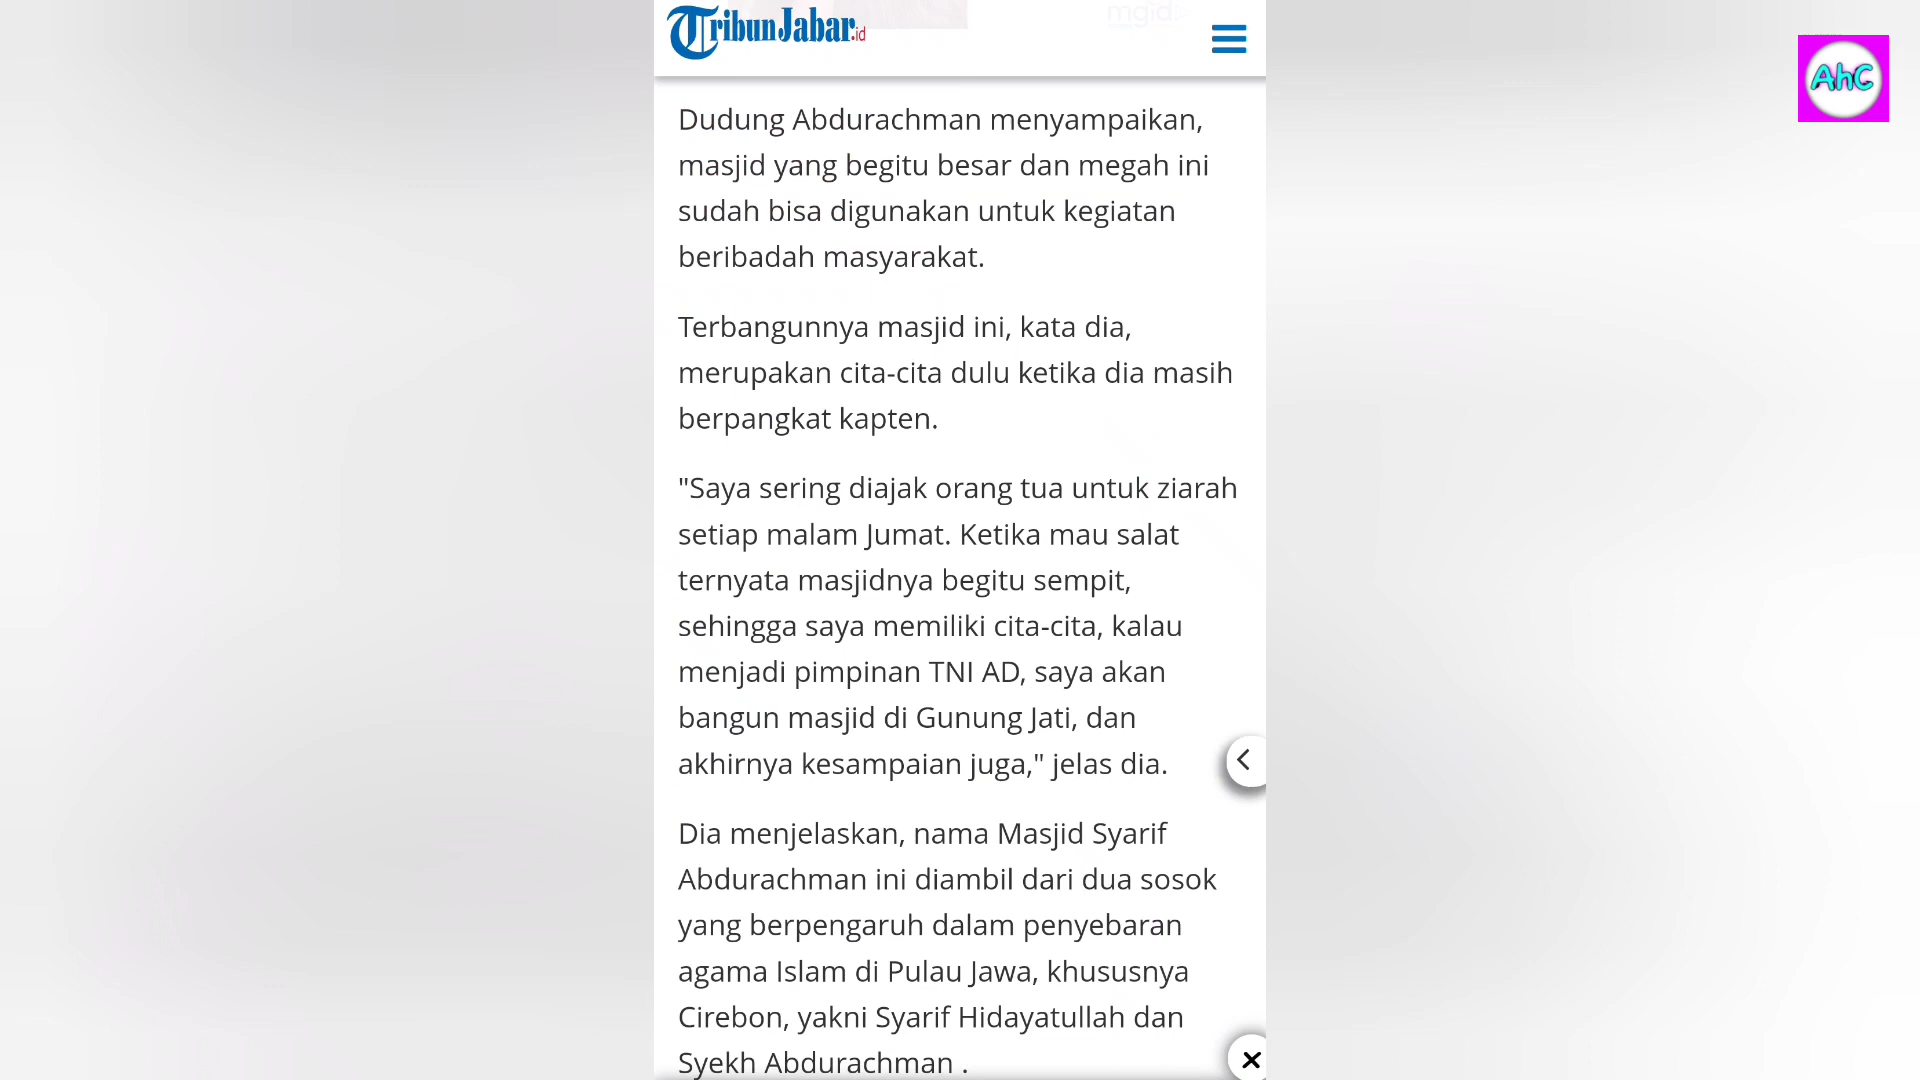 TribunJabar.id
mgid
AhC
Dudung Abdurachman menyampaikan,
masjid yang begitu besar dan megah ini
sudah bisa digunakan untuk kegiatan
beribadah masyarakat.
Terbangunnya masjid ini, kata dia,
merupakan cita-cita dulu ketika dia masih
berpangkat kapten.
"Saya sering diajak orang tua untuk ziarah
setiap malam Jumat. Ketika mau salat
ternyata masjidnya begitu sempit,
sehingga saya memiliki cita-cita, kalau
menjadi pimpinan TNI AD, saya akan
bangun masjid di Gunung Jati, dan
akhirnya kesampaian juga," jelas dia.
Dia menjelaskan, nama Masjid Syarif
Abdurachman ini diambil dari dua sosok
yang berpengaruh dalam penyebaran
agama Islam di Pulau Jawa, khususnya
Cirebon, yakni Syarif Hidayatullah dan
Syekh Abdurachman .